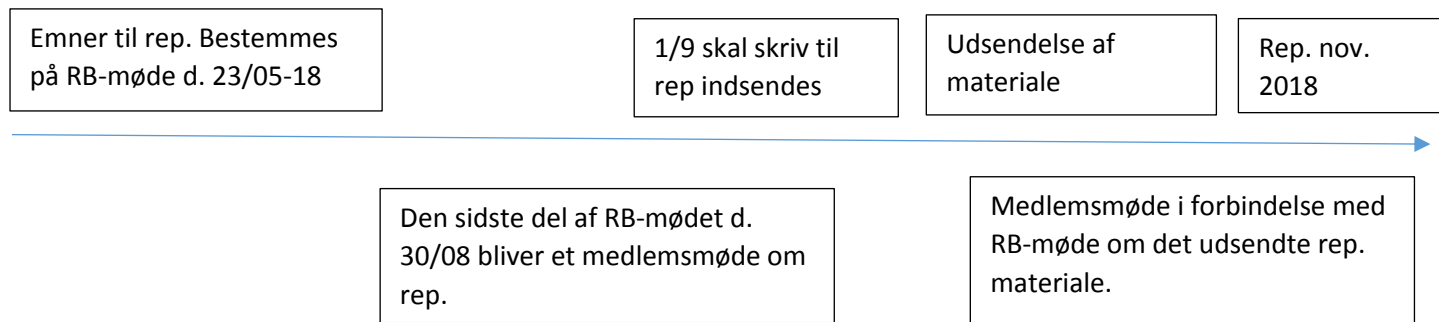 Emner til rep. Bestemmes
på RB-møde d. 23/05-18
1/9 skal skriv til
rep indsendes
Udsendelse af
materiale
Rep. nov.
2018
Den sidste del af RB-mødet d.
30/08 bliver et medlemsmøde om
rep.
Medlemsmøde i forbindelse med
RB-møde om det udsendte rep.
materiale.